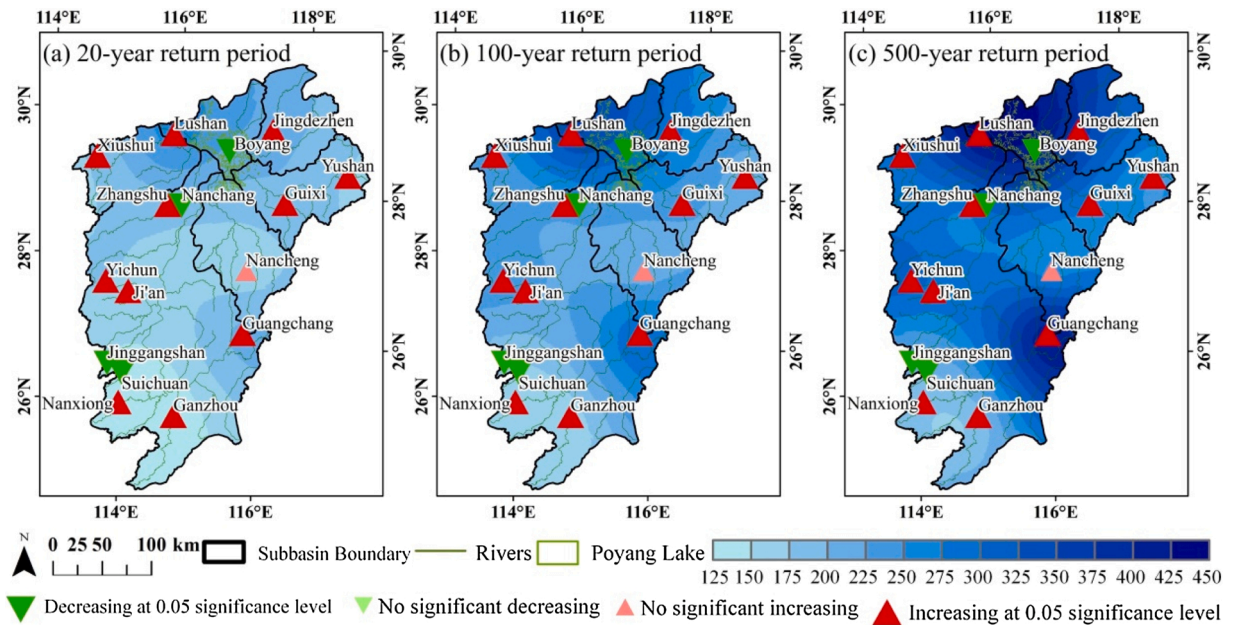 114°E 116°E 118°E 114°E 116°E 118°E 114°E 116°E 118°E
(a) 20-year return period
30°N
30°N
28°N
28°N
26°N
26°N
Lushan
Jingdezhen
Xiushui
Boyang
Yushan
Zhangshu
Nanchang
Guixi
Nancheng
Yichun
Ji'an
Guangchang
Jinggangshan
Suichuan
Nanxiong
Ganzhou
114°E 116°E
(b) 100-year return period
30°N
30°N
28°N
28°N
26°N
26°N
Lushan
Jingdezhen
Xiushui
Boyang
Yushan
Zhangshu
Nanchang
Guixi
Nancheng
Yichun
Ji'an
Guangchang
Jinggangshan
Suichuan
Nanxiong
Ganzhou
114°E 116°E
(c) 500-year return period
30°N
30°N
28°N
28°N
26°N
26°N
Lushan
Jingdezhen
Xiushui
Boyang
Yushan
Zhangshu
Nanchang
Guixi
Nancheng
Yichun
Ji'an
Guangchang
Jinggangshan
Suichuan
Nanxiong
Ganzhou
114°E 116°E
N
0 25 50 100 km
Subbasin Boundary Rivers Poyang Lake
125 150 175 200 225 250 275 300 325 350 375 400 425 450
Decreasing at 0.05 significance level No significant decreasing No significant increasing Increasing at 0.05 significance level